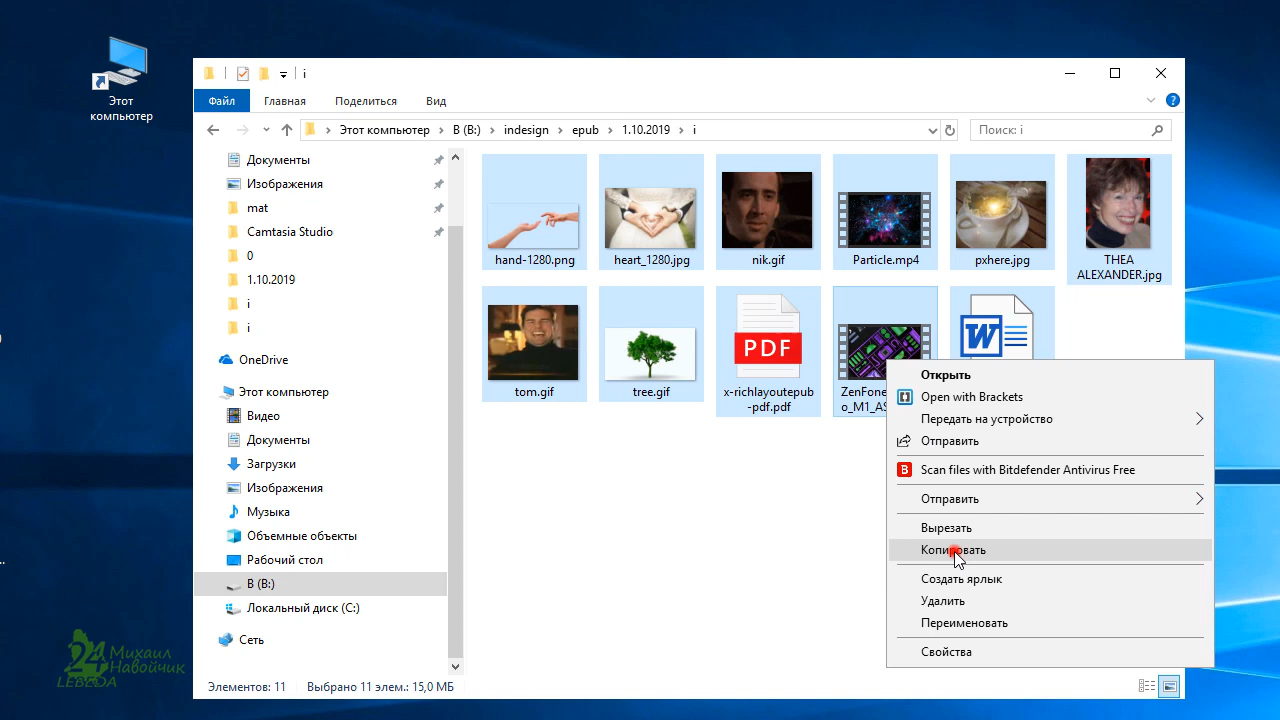 Этот
компьютер
i
Файл
Главная
Поделиться
Вид
Этот компьютер
B (B:)
indesign
epub
1.10.2019
i
Поиск: i
Документы
Изображения
mat
Camtasia Studio
0
1.10.2019
i
i
OneDrive
Этот компьютер
Видео
Документы
Загрузки
Изображения
Музыка
Объемные объекты
Рабочий стол
B (B:)
Локальный диск (C:)
Сеть
hand-1280.png
heart_1280.jpg
nik.gif
Particle.mp4
pxhere.jpg
THEA
ALEXANDER.jpg
tom.gif
tree.gif
PDF
x-richlayoutepub
-pdf.pdf
ZenFone
o_M1_AS
W
Открыть
Open with Brackets
Передать на устройство
Отправить
B Scan files with Bitdefender Antivirus Free
Отправить
Вырезать
Копировать
Создать ярлык
Удалить
Переименовать
Свойства
Элементов: 11
Выбрано 11 элем.: 15,0 МБ
24
Михаил
Навойчик
LEBEDA